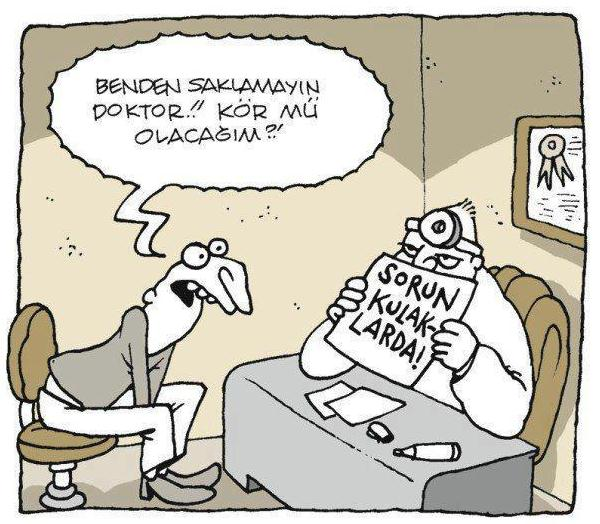 BENDEN SAKLAMAYIN
DOKTOR!! KÖR MÜ
OLACAĞIM?!
SORUN
KULAK-
LARDA!